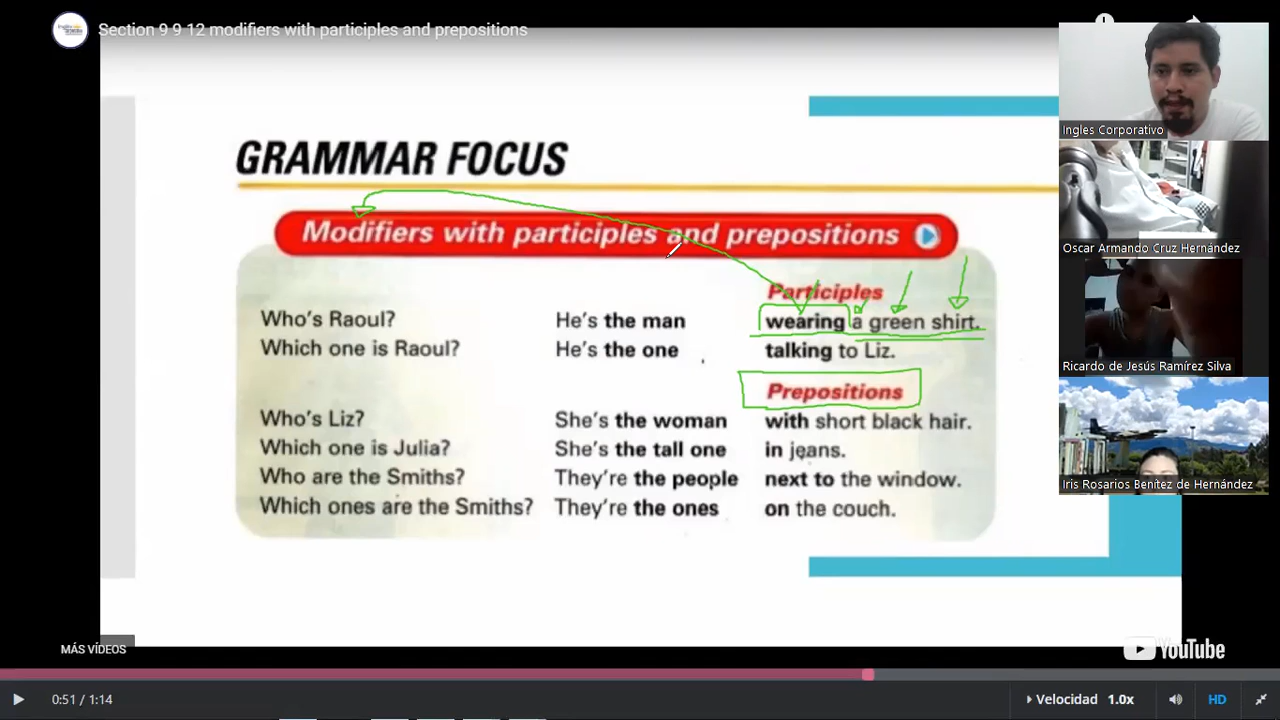 Section 9 9 12 modifiers with participles and prepositions
GRAMMAR FOCUS
Modifiers with participles and prepositions
Participles
Who's Raoul? He's the man wearing a green shirt.
Which one is Raoul? He's the one talking to Liz.
Prepositions
Who's Liz? She's the woman with short black hair.
Which one is Julia? She's the tall one in jeans.
Who are the Smiths? They're the people next to the window.
Which ones are the Smiths? They're the ones on the couch.
Ingles Corporativo
Oscar Armando Cruz Hernández
Ricardo de Jesús Ramírez Silva
Iris Rosarios Benítez de Hernández
MÁS VÍDEOS
YouTube
0:51 / 1:14
Velocidad 1.0x
HD